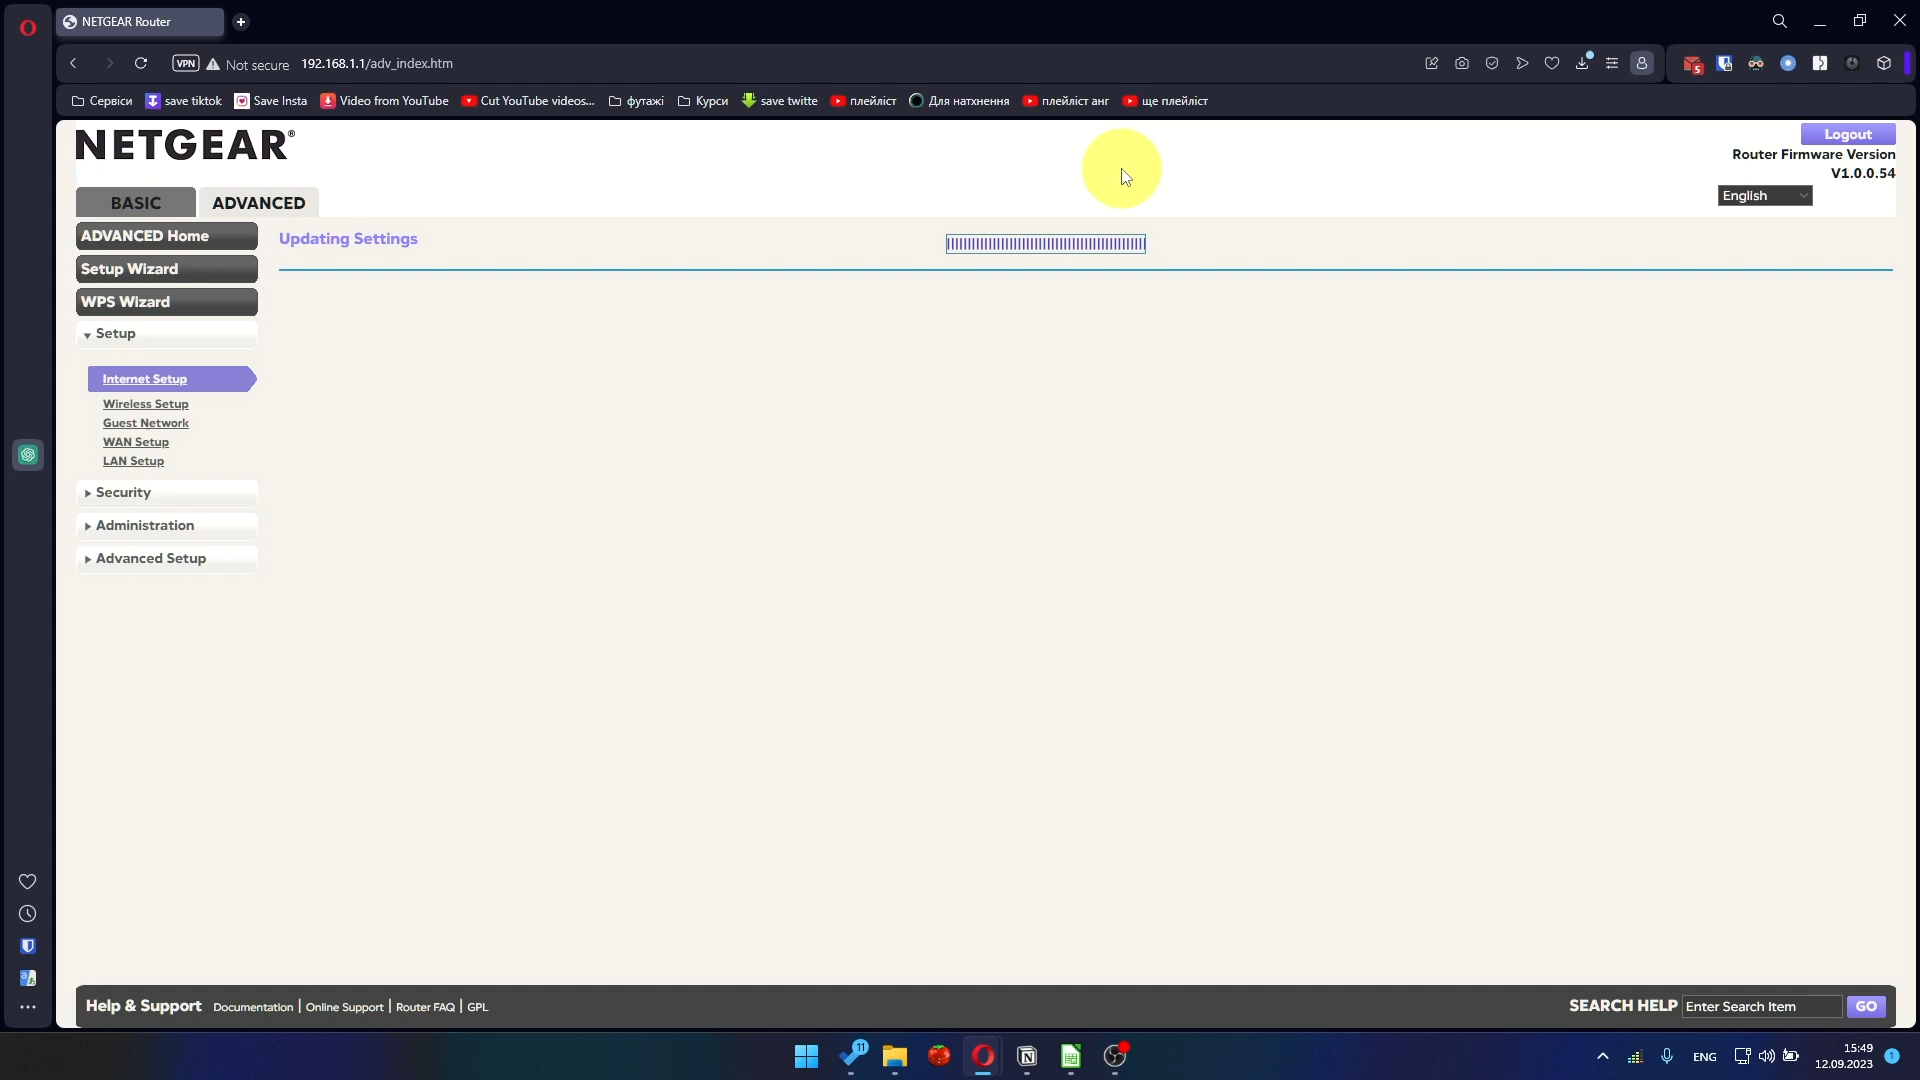 NETGEAR Router
VPN Not secure 192.168.1.1/adv_index.htm
5
Сервіси save tiktok Save Insta Video from YouTube Cut YouTube videos... футажі Курси save twitte плейліст Для натхнення плейліст анг ще плейліст
NETGEAR®
Logout
Router Firmware Version
V1.0.0.54
English
BASIC ADVANCED
ADVANCED Home
Updating Settings
Setup Wizard
WPS Wizard
Setup
Internet Setup
Wireless Setup
Guest Network
WAN Setup
LAN Setup
Security
Administration
Advanced Setup
Help & Support Documentation | Online Support | Router FAQ | GPL
SEARCH HELP Enter Search Item GO
11
ENG
15:49
12.09.2023
1